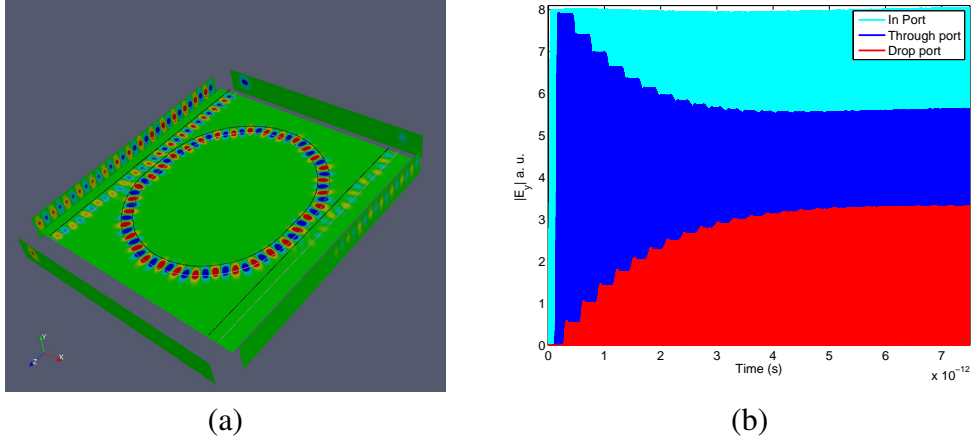 Y
X
Z
8
7
6
5
4
3
2
1
0
|E_y| a. u.
In Port
Through port
Drop port
0 1 2 3 4 5 6 7
Time (s)
x 10⁻¹²
(a) (b)